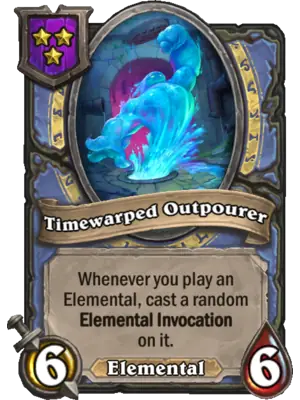 Timewarped Outpourer
Whenever you play an
Elemental, cast a random
Elemental Invocation
on it.
6
Elemental
6